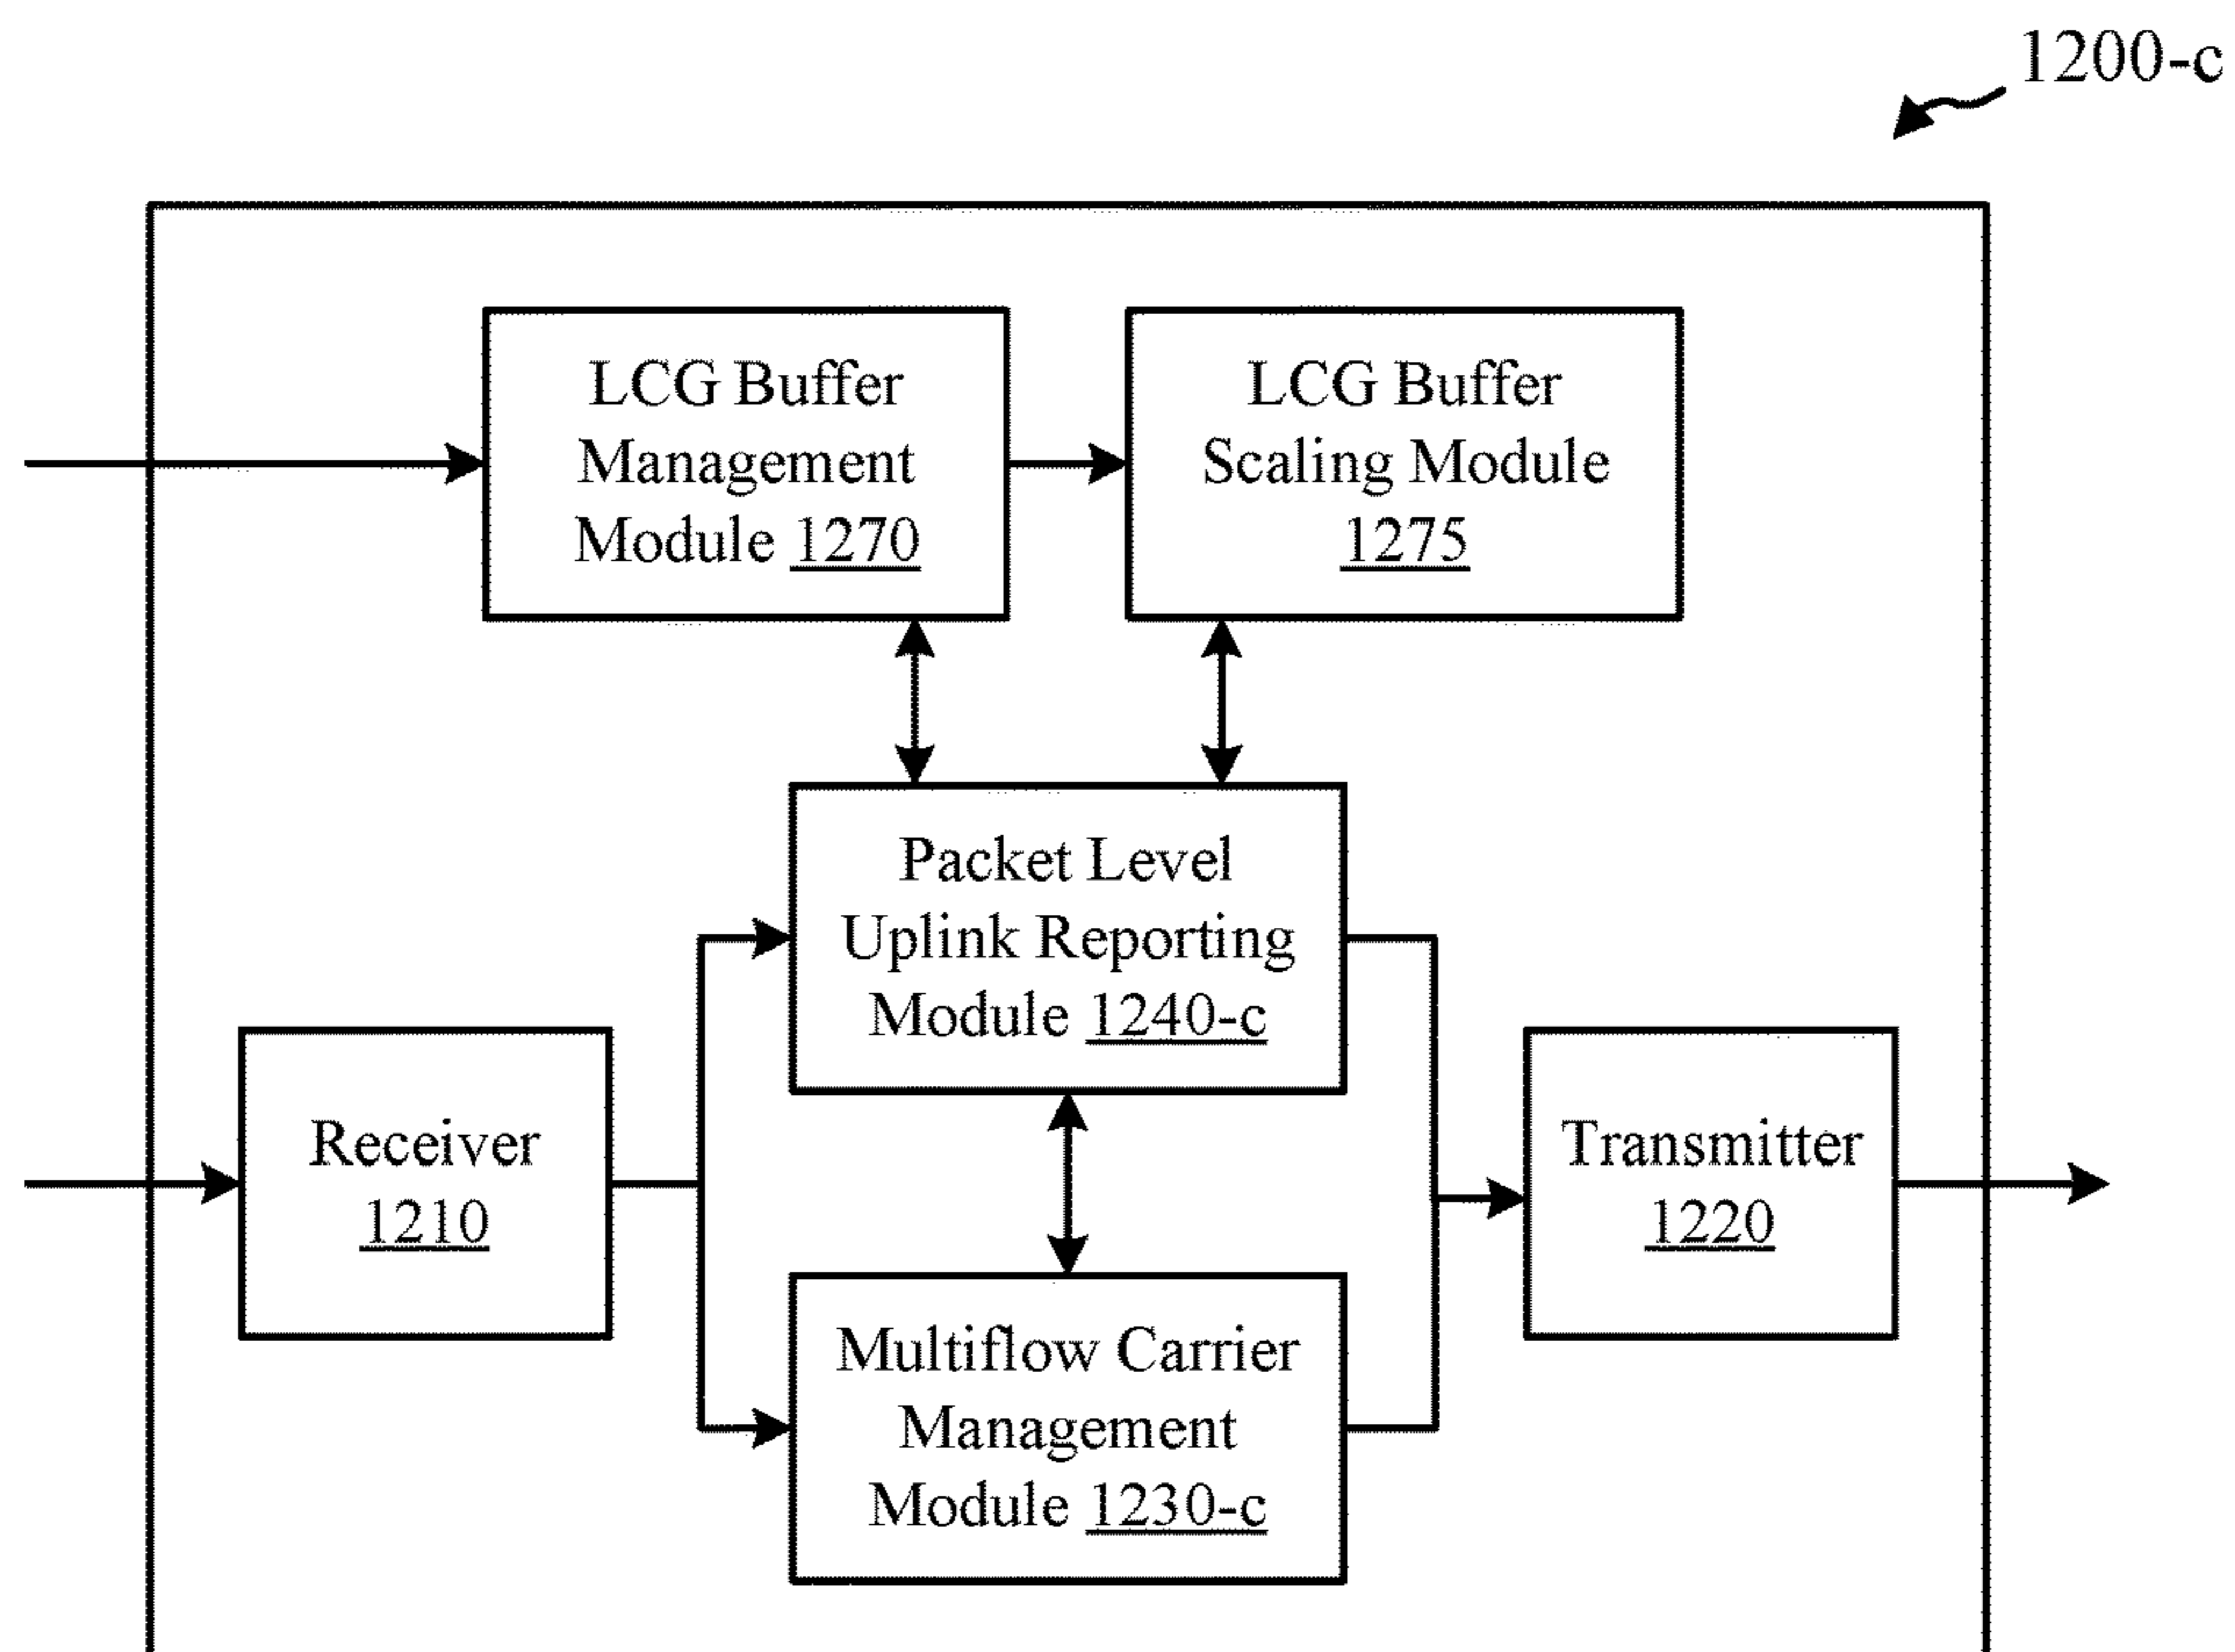 1200-c
LCG Buffer
Management
Module 1270
LCG Buffer
Scaling Module
1275
Packet Level
Uplink Reporting
Module 1240-c
Receiver
1210
Transmitter
1220
Multiflow Carrier
Management
Module 1230-c